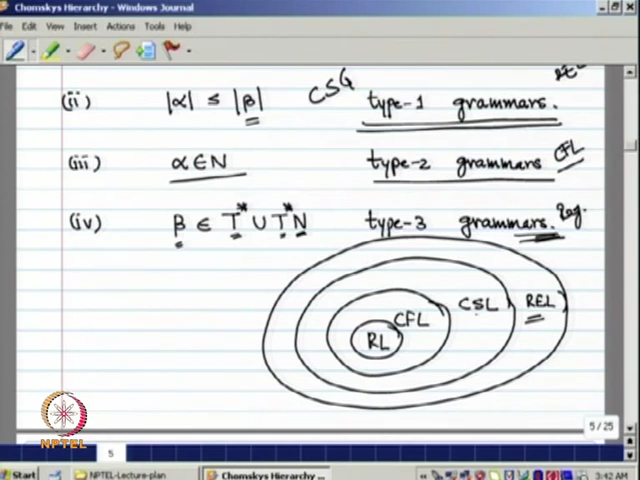 Chomskys Hierarchy - Windows Journal
File Edit View Insert Actions Tools Help
(ii) |α| ≤ |β| CSG type-1 grammars.
(iii) α∈N type-2 grammars CFL
(iv) β ∈ T* ∪ T*N type-3 grammars. Reg.
RL CFL CSL REL
NPTEL
5 5/25
Start NPTEL-Lecture-plan Chomskys Hierarchy - ... 3:42 AM